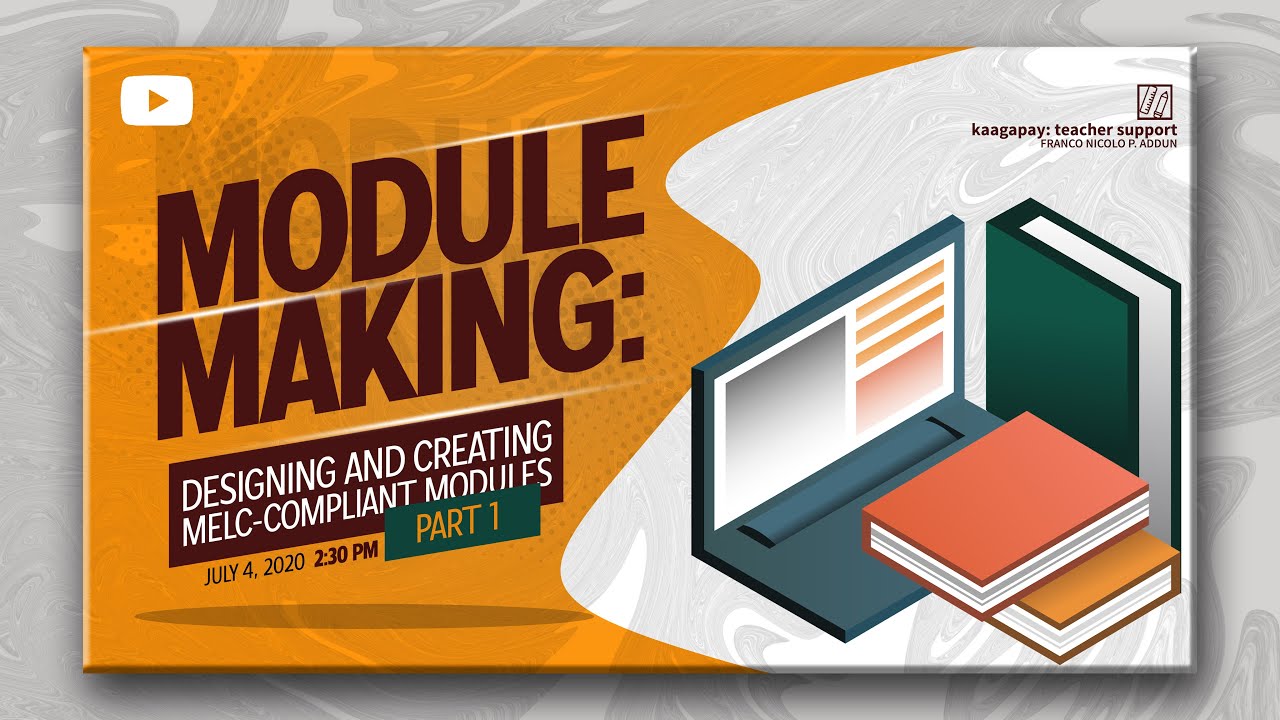 kaagapay: teacher support
FRANCO NICOLO P. ADDUN
MODULE
MAKING:
DESIGNING AND CREATING
MELC-COMPLIANT MODULES
PART 1
JULY 4, 2020 2:30 PM